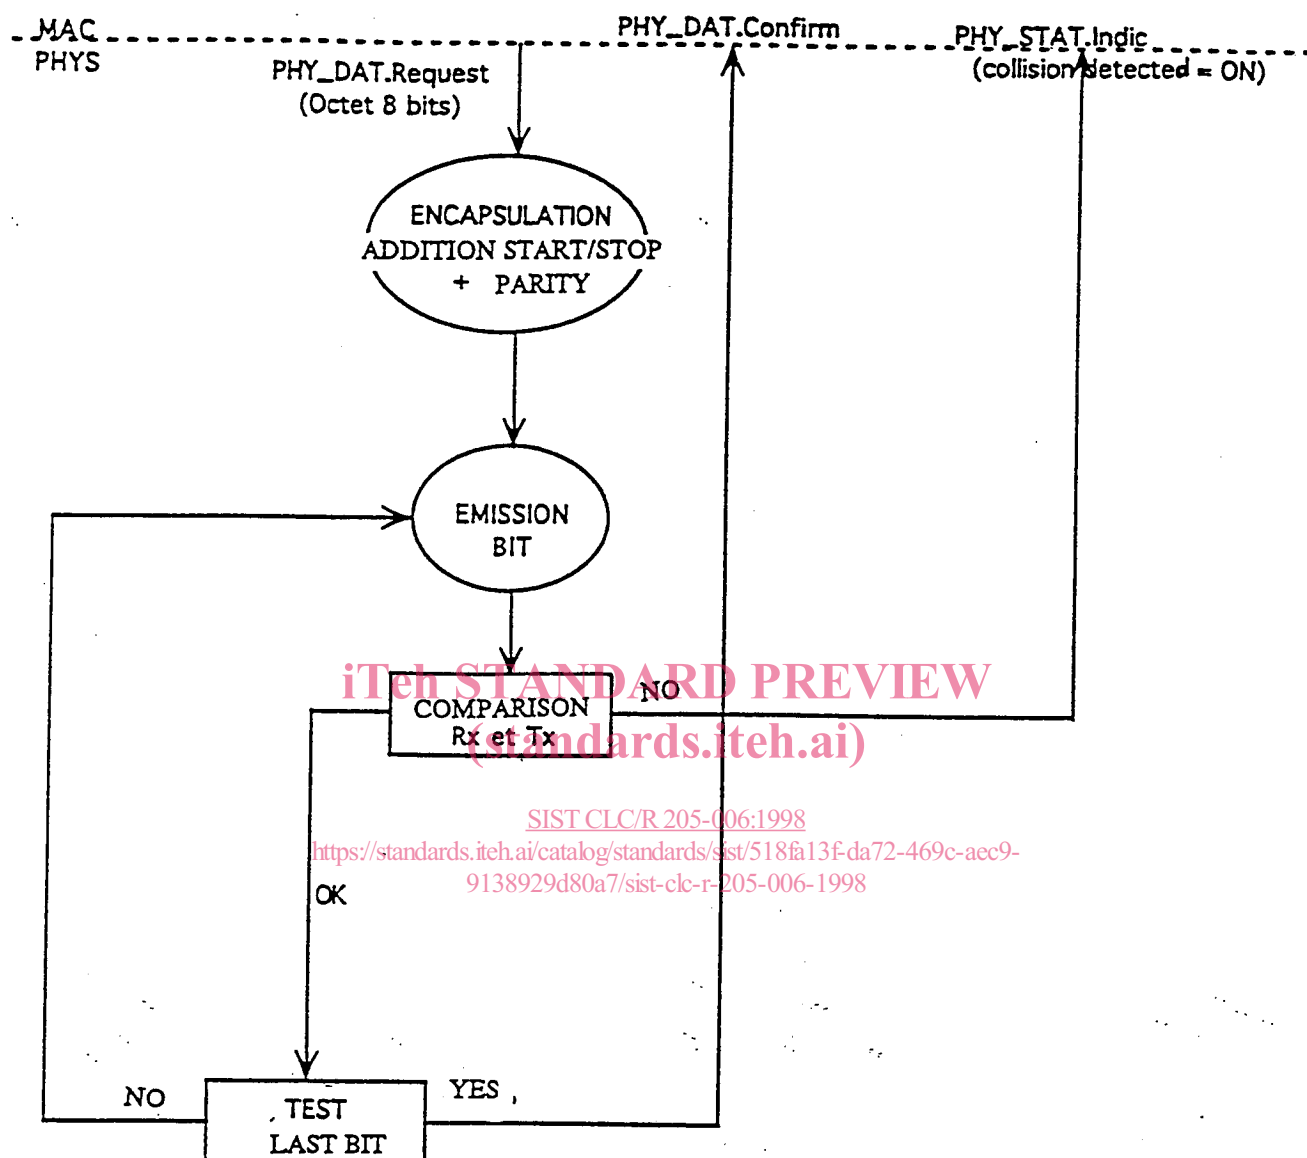 MAC
PHYS
PHY_DAT.Request
(Octet 8 bits)
PHY_DAT.Confirm
PHY_STAT.Indic
(collision detected = ON)
ENCAPSULATION
ADDITION START/STOP
+ PARITY
EMISSION
BIT
iTeh STANDARD PREVIEW
(standards.iteh.ai)
NO
COMPARISON
Rx et Tx
SIST CLC/R 205-006:1998
https://standards.iteh.ai/catalog/standards/sist/518fa13f-da72-469c-aec9-
9138929d80a7/sist-clc-r-205-006-1998
OK
NO
YES
TEST
LAST BIT